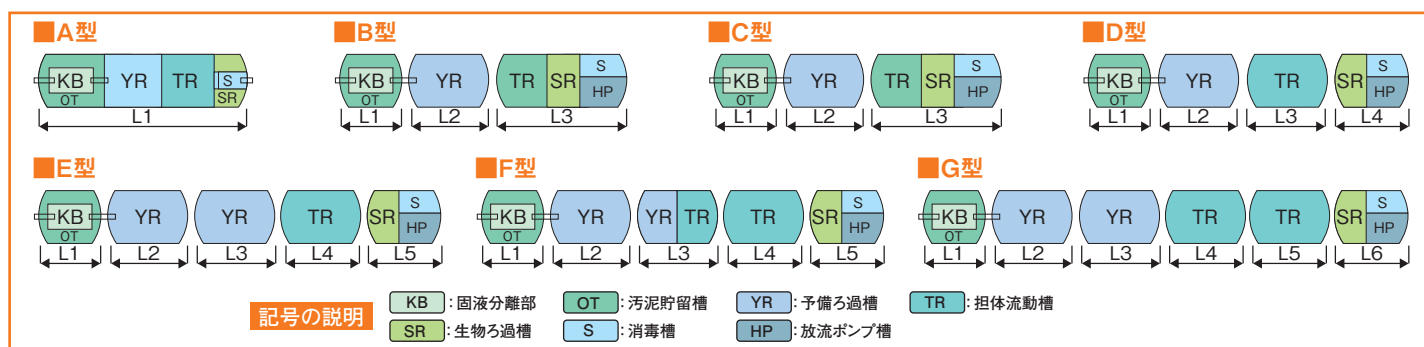 ■A型 ■B型 ■C型 ■D型
KB OT YR TR S SR KB OT YR TR SR S HP KB OT YR TR SR S HP KB OT YR TR SR S HP
L1 L1 L2 L3 L1 L2 L3 L1 L2 L3 L4
■E型 ■F型 ■G型
KB OT YR YR TR SR S HP KB OT YR YR TR TR SR S HP KB OT YR YR TR TR SR S HP
L1 L2 L3 L4 L5 L1 L2 L3 L4 L5 L1 L2 L3 L4 L5 L6
記号の説明
KB :固液分離部 OT :汚泥貯留槽 YR :予備ろ過槽 TR :担体流動槽
SR :生物ろ過槽 S :消毒槽 HP :放流ポンプ槽